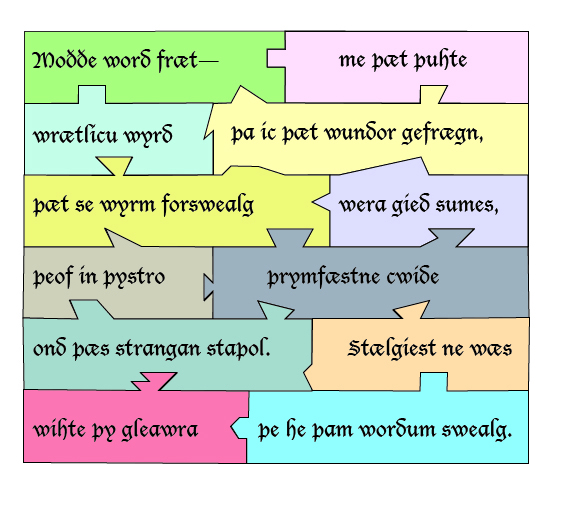 Moððe word fræt—
me þæt þuhte
wrætlicu wyrd
þa ic þæt wundor gefrægn,
þæt se wyrm forswealg
wera gied sumes,
þeof in þystro
þrymfæstne cwide
ond þæs strangan staþol.
Stælgiest ne wæs
wihte þy gleawra
þe he þam wordum swealg.